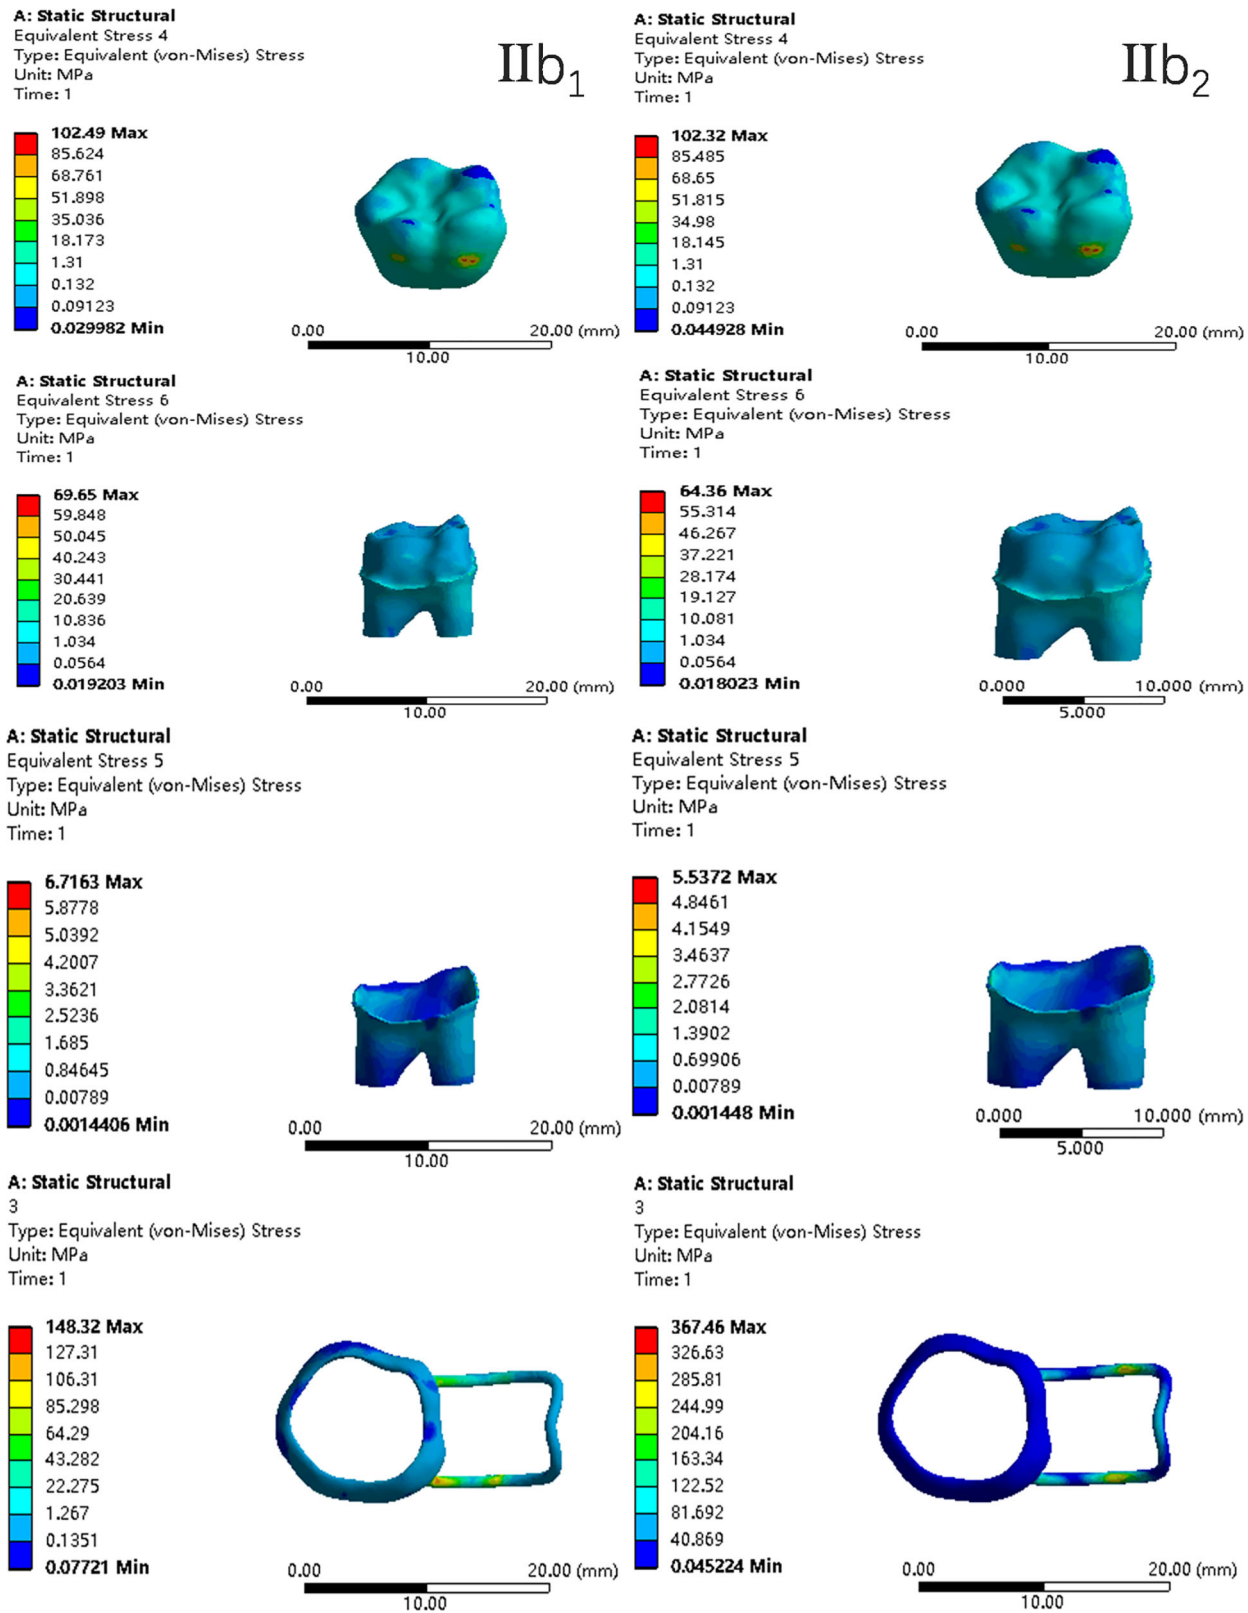 A: Static Structural
Equivalent Stress 4
Type: Equivalent (von-Mises) Stress
Unit: MPa
Time: 1
IIb1
102.49 Max
85.624
68.761
51.898
35.036
18.173
1.31
0.132
0.09123
0.029982 Min
0.00
20.00 (mm)
10.00
A: Static Structural
Equivalent Stress 4
Type: Equivalent (von-Mises) Stress
Unit: MPa
Time: 1
IIb2
102.32 Max
85.485
68.65
51.815
34.98
18.145
1.31
0.132
0.09123
0.044928 Min
0.00
20.00 (mm)
10.00
A: Static Structural
Equivalent Stress 6
Type: Equivalent (von-Mises) Stress
Unit: MPa
Time: 1
69.65 Max
59.848
50.045
40.243
30.441
20.639
10.836
1.034
0.0564
0.019203 Min
0.00
20.00 (mm)
10.00
A: Static Structural
Equivalent Stress 6
Type: Equivalent (von-Mises) Stress
Unit: MPa
Time: 1
64.36 Max
55.314
46.267
37.221
28.174
19.127
10.081
1.034
0.0564
0.018023 Min
0.000
10.000 (mm)
5.000
A: Static Structural
Equivalent Stress 5
Type: Equivalent (von-Mises) Stress
Unit: MPa
Time: 1
6.7163 Max
5.8778
5.0392
4.2007
3.3621
2.5236
1.685
0.84645
0.00789
0.0014406 Min
0.00
20.00 (mm)
10.00
A: Static Structural
Equivalent Stress 5
Type: Equivalent (von-Mises) Stress
Unit: MPa
Time: 1
5.5372 Max
4.8461
4.1549
3.4637
2.7726
2.0814
1.3902
0.69906
0.00789
0.001448 Min
0.000
10.000 (mm)
5.000
A: Static Structural
3
Type: Equivalent (von-Mises) Stress
Unit: MPa
Time: 1
148.32 Max
127.31
106.31
85.298
64.29
43.282
22.275
1.267
0.1351
0.07721 Min
0.00
20.00 (mm)
10.00
A: Static Structural
3
Type: Equivalent (von-Mises) Stress
Unit: MPa
Time: 1
367.46 Max
326.63
285.81
244.99
204.16
163.34
122.52
81.692
40.869
0.045224 Min
0.00
20.00 (mm)
10.00